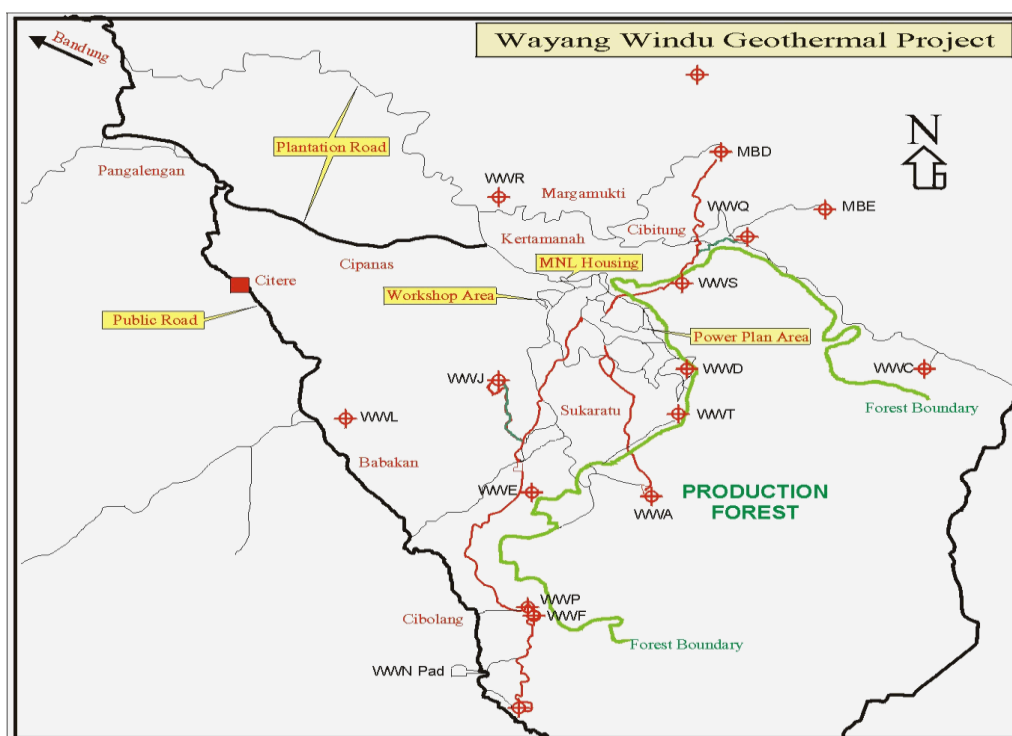 Wayang Windu Geothermal Project
Bandung
N
MBD
Plantation Road
Pangalengan
WWR
Margamukti
WWQ
MBE
Cibitung
Kertamanah
Cipanas
MNL Housing
Citere
WWS
Workshop Area
Public Road
Power Plan Area
WWJ
WWD
WWC
Forest Boundary
WWL
Sukaratu
WWT
Babakan
WWE
WWA
PRODUCTION
FOREST
WWP
Cibolang
WWF
Forest Boundary
WWN Pad